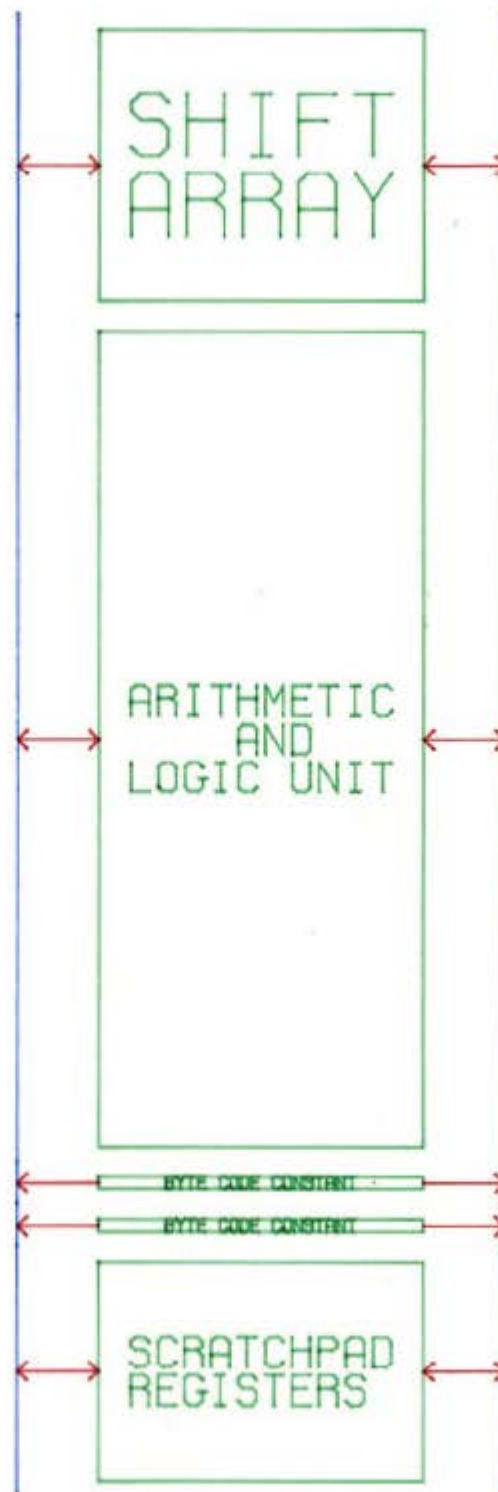 SHIFT
ARRAY
ARITHMETIC
AND
LOGIC UNIT
BYTE CODE CONSTANT
BYTE CODE CONSTANT
SCRATCHPAD
REGISTERS